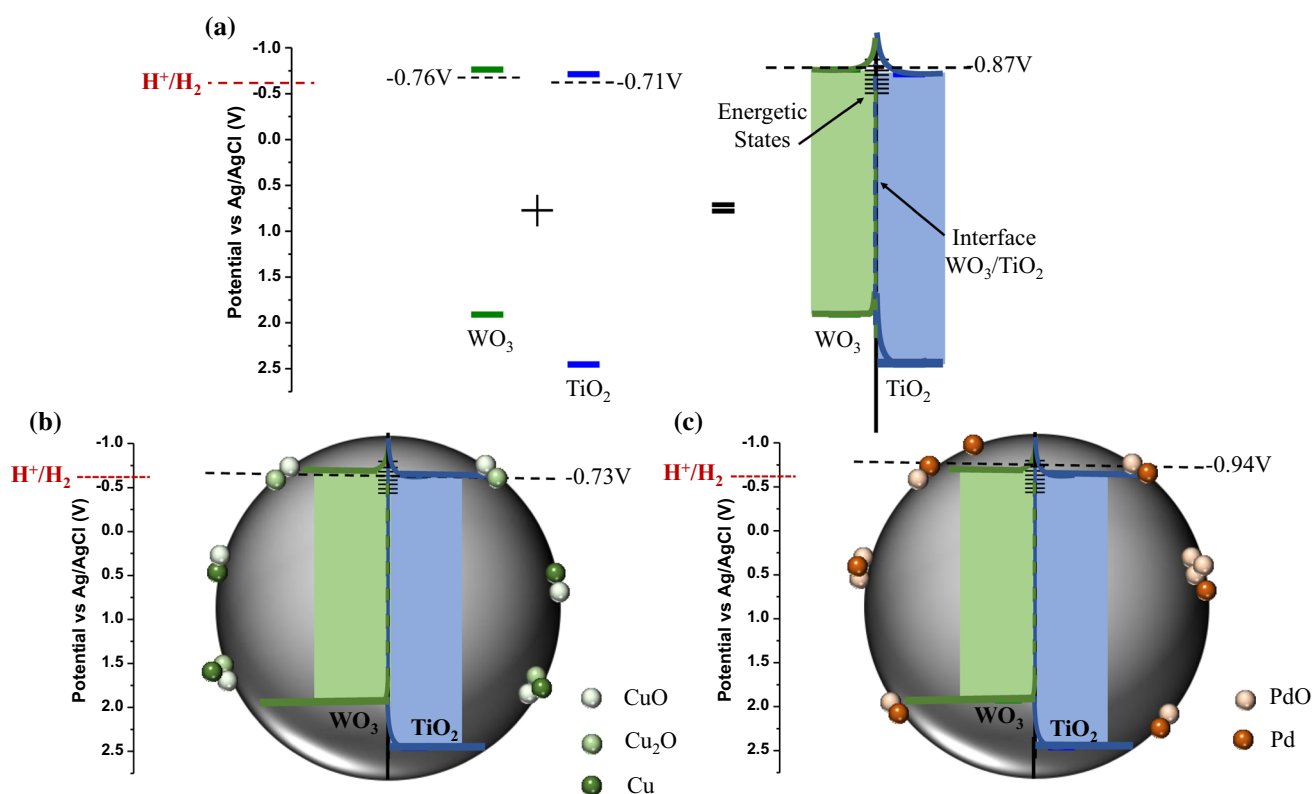 (a)
Potential vs Ag/AgCl (V)
-1.0
-0.5
0.0
0.5
1.0
1.5
2.0
2.5
H⁺/H₂
-0.76V
-0.71V
WO₃
TiO₂
+
=
-0.87V
Energetic
States
Interface
WO₃/TiO₂
WO₃
TiO₂
(b)
Potential vs Ag/AgCl (V)
-1.0
-0.5
0.0
0.5
1.0
1.5
2.0
2.5
H⁺/H₂
-0.73V
WO₃
TiO₂
CuO
Cu₂O
Cu
(c)
Potential vs Ag/AgCl (V)
-1.0
-0.5
0.0
0.5
1.0
1.5
2.0
2.5
H⁺/H₂
-0.94V
WO₃
TiO₂
PdO
Pd